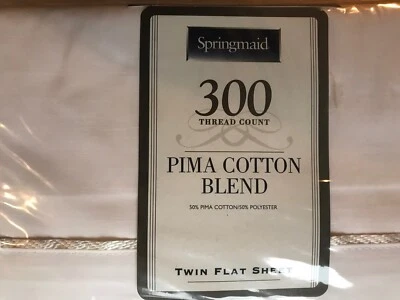 Springmaid
300
THREAD COUNT
PIMA COTTON
BLEND
50% PIMA COTTON/50% POLYESTER
TWIN FLAT SHEET